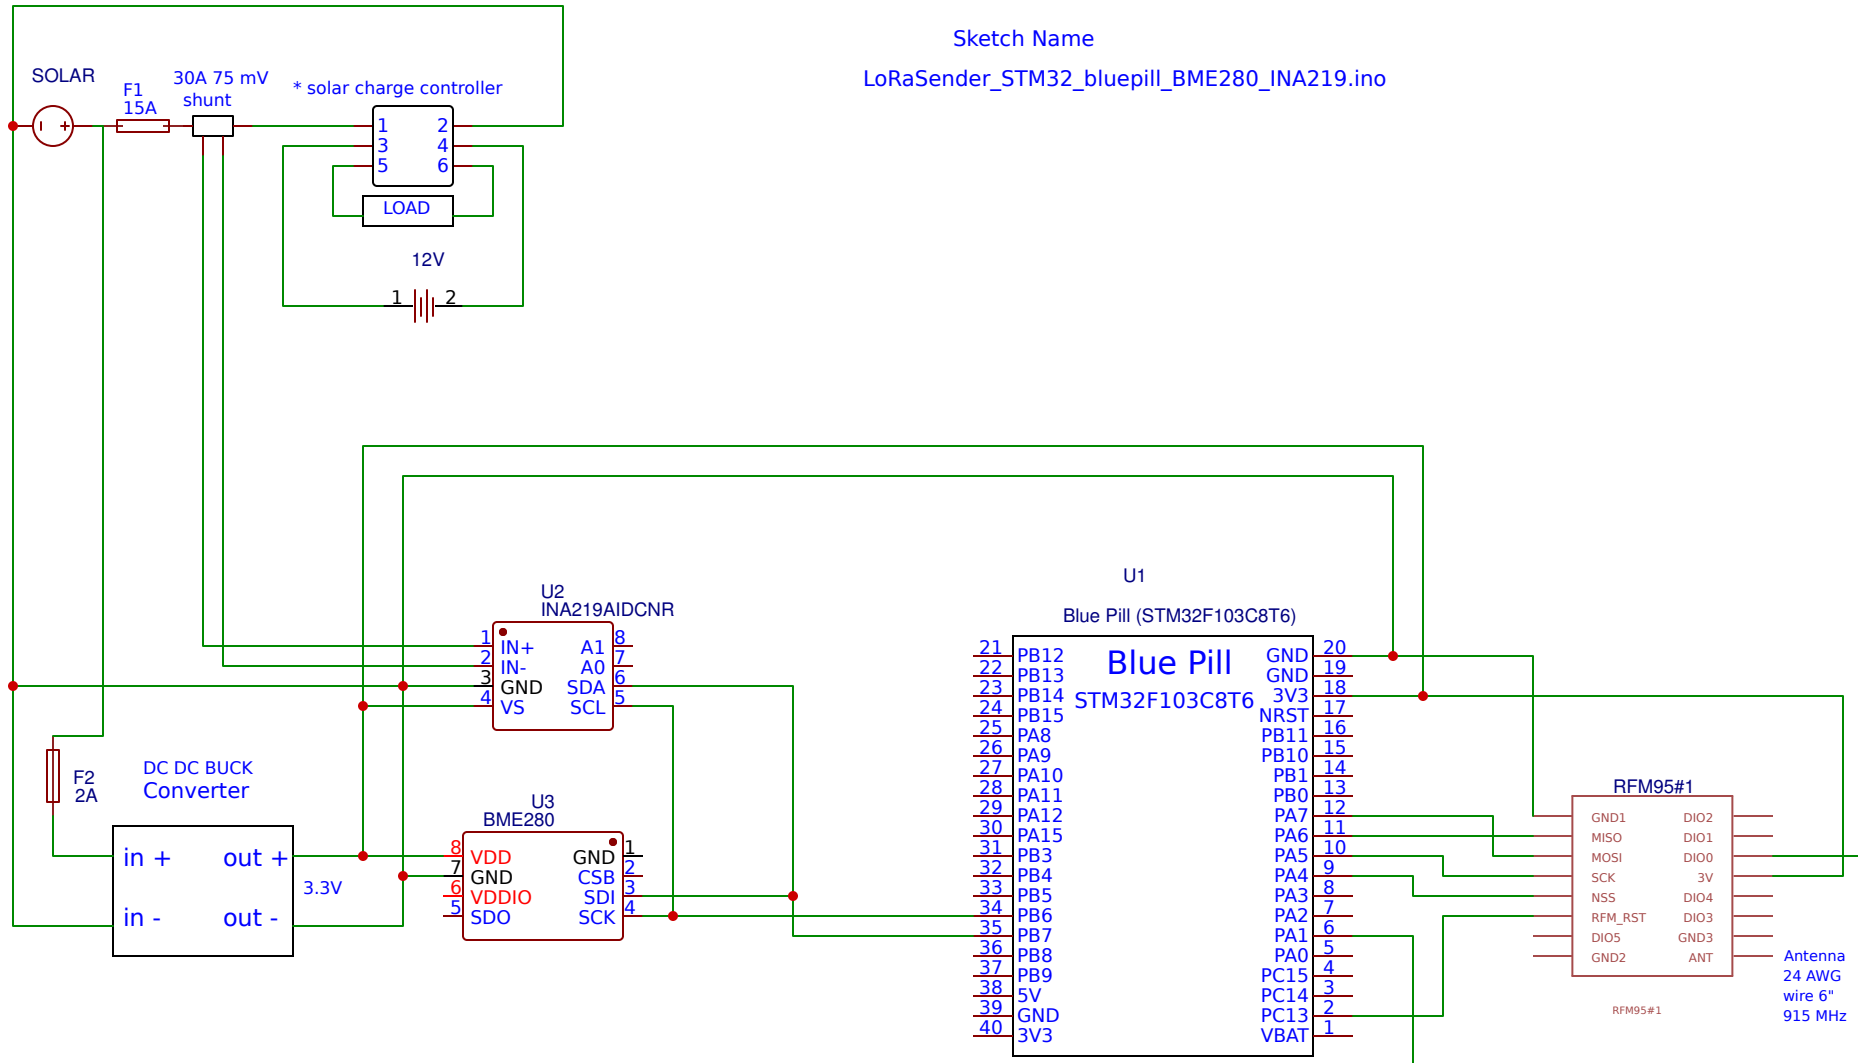 Sketch Name
LoRaSender_STM32_bluepill_BME280_INA219.ino
SOLAR
F1
15A
30A 75 mV
shunt
* solar charge controller
1 2
3 4
5 6
LOAD
12V
1 2
U2
INA219AIDCNR
1 IN+ A1 8
2 IN- A0 7
3 GND SDA 6
4 VS SCL 5
F2
2A
DC DC BUCK
Converter
in + out +
in - out -
3.3V
U3
BME280
8 VDD GND 1
7 GND CSB 2
6 VDDIO SDI 3
5 SDO SCK 4
U1
Blue Pill (STM32F103C8T6)
Blue Pill
STM32F103C8T6
21 PB12 GND 20
22 PB13 GND 19
23 PB14 3V3 18
24 PB15 NRST 17
25 PA8 PB11 16
26 PA9 PB10 15
27 PA10 PB1 14
28 PA11 PB0 13
29 PA12 PA7 12
30 PA15 PA6 11
31 PB3 PA5 10
32 PB4 PA4 9
33 PB5 PA3 8
34 PB6 PA2 7
35 PB7 PA1 6
36 PB8 PA0 5
37 PB9 PC15 4
38 5V PC14 3
39 GND PC13 2
40 3V3 VBAT 1
RFM95#1
GND1 DIO2
MISO DIO1
MOSI DIO0
SCK 3V
NSS DIO4
RFM_RST DIO3
DIO5 GND3
GND2 ANT
RFM95#1
Antenna
24 AWG
wire 6"
915 MHz